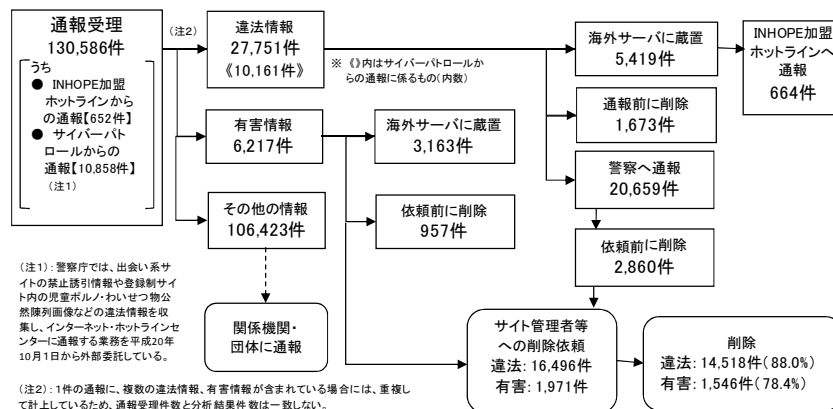 通報受理
130,586件
うち
● INHOPE加盟
ホットラインから
の通報【652件】
● サイバーパト
ロールからの
通報【10,858件】
(注1)
(注2)
違法情報
27,751件
《10,161件》
※ 《》内はサイバーパトロールか
らの通報に係るもの(内数)
有害情報
6,217件
その他の情報
106,423件
関係機関・
団体に通報
海外サーバに蔵置
3,163件
依頼前に削除
957件
海外サーバに蔵置
5,419件
INHOPE加盟
ホットラインへ
通報
664件
通報前に削除
1,673件
警察へ通報
20,659件
依頼前に削除
2,860件
サイト管理者等
への削除依頼
違法:16,496件
有害:1,971件
削除
違法:14,518件(88.0%)
有害:1,546件(78.4%)
(注1):警察庁では、出会い系サ
イトの禁止誘引情報や登録制サイ
ト内の児童ポルノ・わいせつ物公
然陳列画像などの違法情報を収
集し、インターネット・ホットラインセ
ンターに通報する業務を平成20年
10月1日から外部委託している。
(注2):1件の通報に、複数の違法情報、有害情報が含まれている場合には、重複し
て計上しているため、通報受理件数と分析結果件数は一致しない。